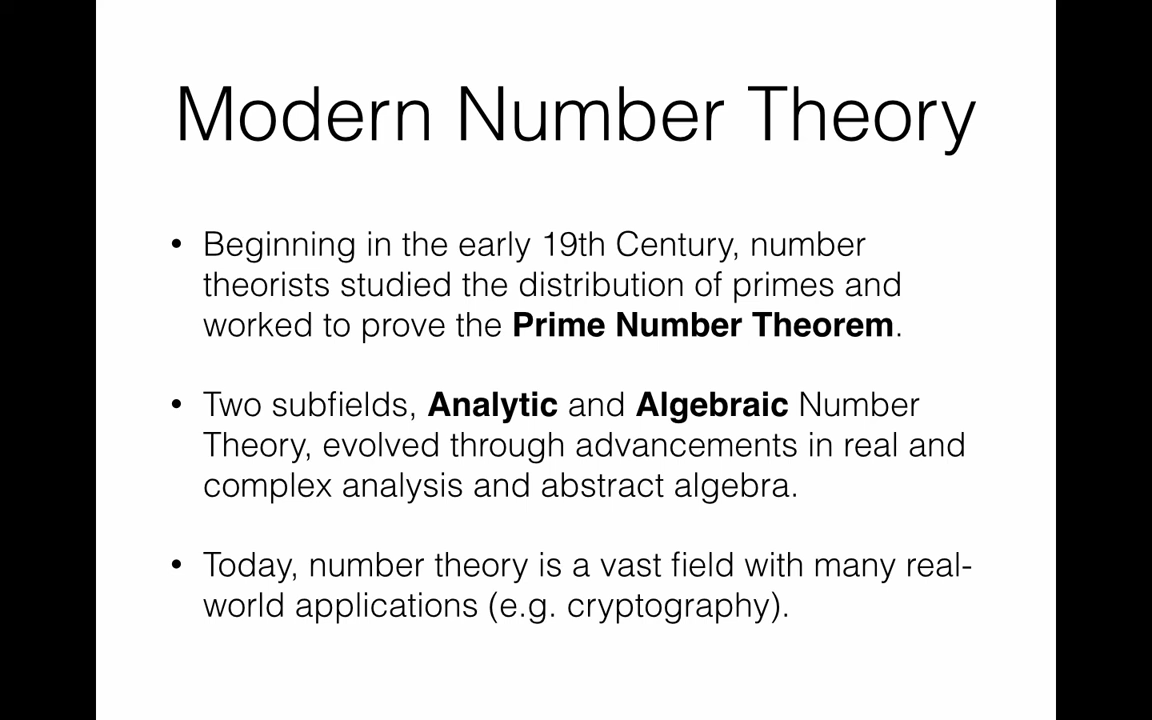 Modern Number Theory
• Beginning in the early 19th Century, number
theorists studied the distribution of primes and
worked to prove the Prime Number Theorem.
• Two subfields, Analytic and Algebraic Number
Theory, evolved through advancements in real and
complex analysis and abstract algebra.
• Today, number theory is a vast field with many real-
world applications (e.g. cryptography).